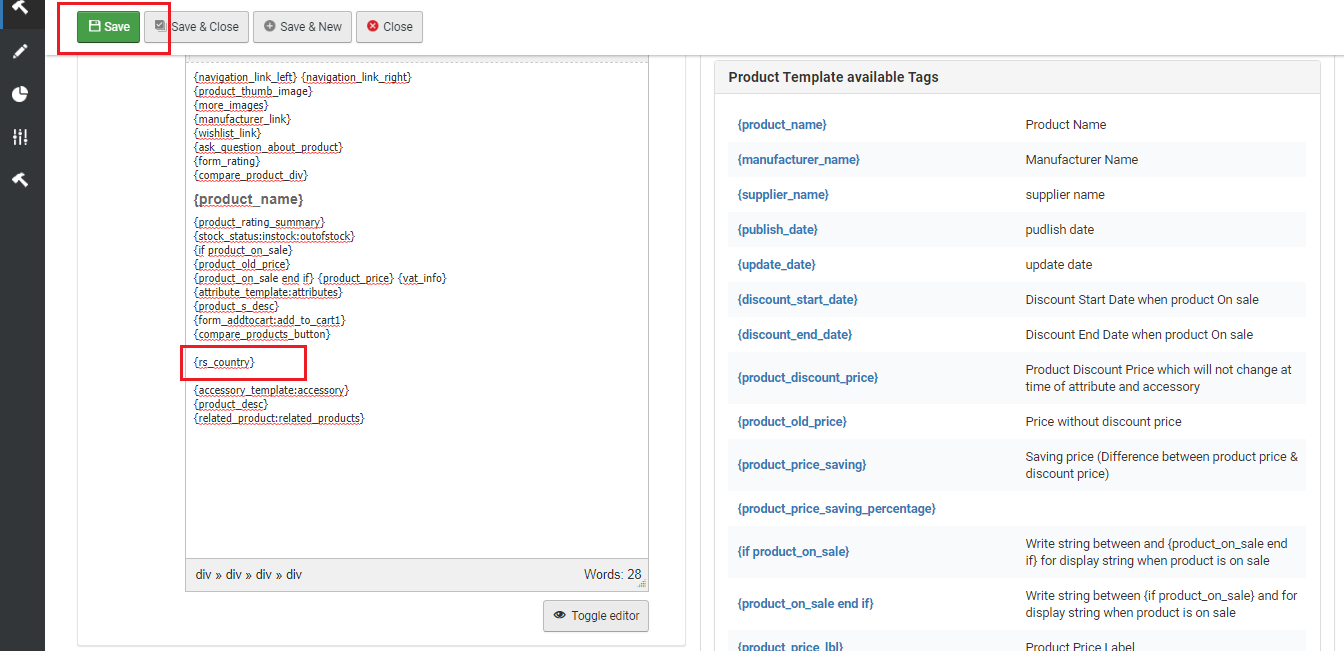 Save
Save & Close
Save & New
Close
{navigation_link_left} {navigation_link_right}
{product_thumb_image}
{more_images}
{manufacturer_link}
{wishlist_link}
{ask_question_about_product}
{form_rating}
{compare_product_div}
{product_name}
{product_rating_summary}
{stock_status:instock:outofstock}
{if product_on_sale}
{product_old_price}
{product_on_sale end if} {product_price} {vat_info}
{attribute_template:attributes}
{product_s_desc}
{form_addtocart:add_to_cart1}
{compare_products_button}
{rs_country}
{accessory_template:accessory}
{product_desc}
{related_product:related_products}
div » div » div » div
Words: 28
Toggle editor
Product Template available Tags
{product_name} Product Name
{manufacturer_name} Manufacturer Name
{supplier_name} supplier name
{publish_date} pudlish date
{update_date} update date
{discount_start_date} Discount Start Date when product On sale
{discount_end_date} Discount End Date when product On sale
{product_discount_price} Product Discount Price which will not change at
time of attribute and accessory
{product_old_price} Price without discount price
{product_price_saving} Saving price (Difference between product price &
discount price)
{product_price_saving_percentage}
{if product_on_sale} Write string between and {product_on_sale end
if} for display string when product is on sale
{product_on_sale end if} Write string between {if product_on_sale} and for
display string when product is on sale
{product_price_lbl} Product Price Label